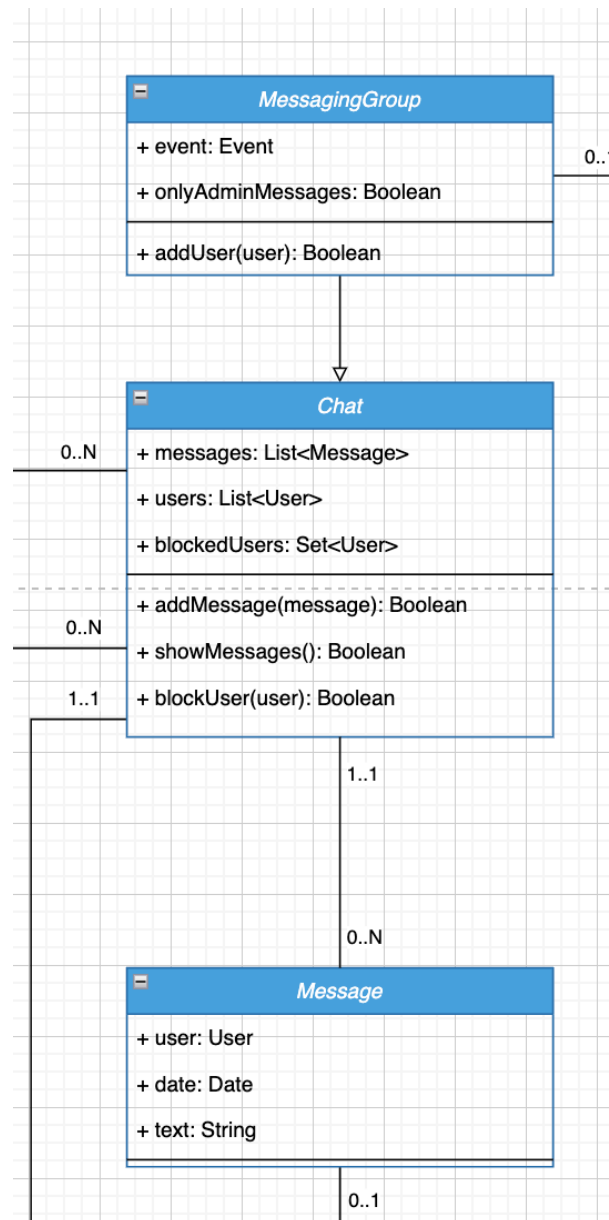 MessagingGroup
+ event: Event
+ onlyAdminMessages: Boolean
+ addUser(user): Boolean
Chat
+ messages: List<Message>
+ users: List<User>
+ blockedUsers: Set<User>
+ addMessage(message): Boolean
+ showMessages(): Boolean
+ blockUser(user): Boolean
0..N
0..N
1..1
1..1
0..N
Message
+ user: User
+ date: Date
+ text: String
0..1